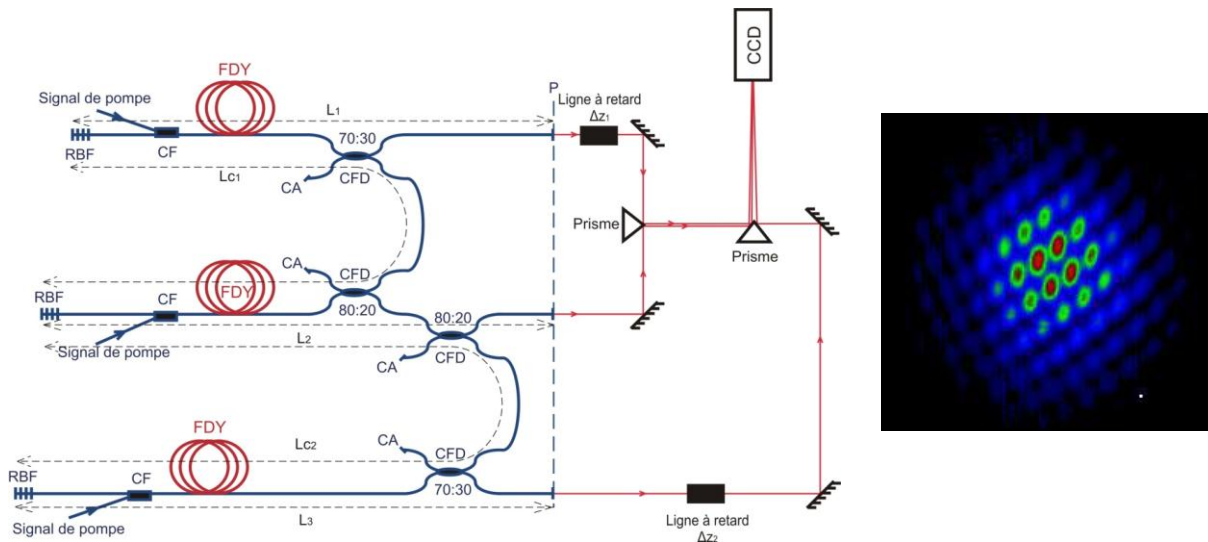 Signal de pompe
FDY
L1
P
Ligne à retard
Δz1
CCD
70:30
RBF
CF
Lc1
CA
CFD
Prisme
Prisme
CA
CFD
RBF
CF
FDY
80:20
80:20
Signal de pompe
L2
CA
CFD
FDY
Lc2
CA
CFD
RBF
CF
70:30
Signal de pompe
L3
Ligne à retard
Δz2